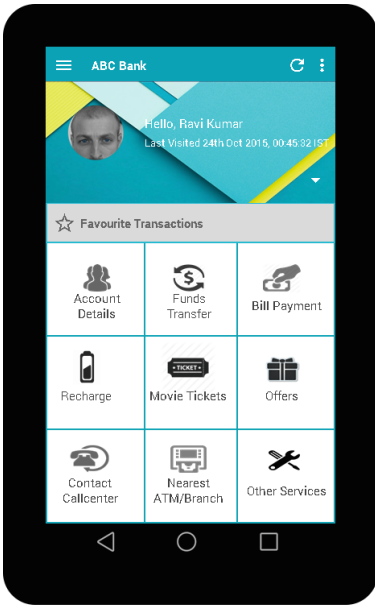 ABC Bank
Hello, Ravi Kumar
Last Visited 24th Oct 2015, 00:45:32 IST
Favourite Transactions
Account
Details
Funds
Transfer
Bill Payment
Recharge
TICKET
Movie Tickets
Offers
Contact
Callcenter
Nearest
ATM/Branch
Other Services